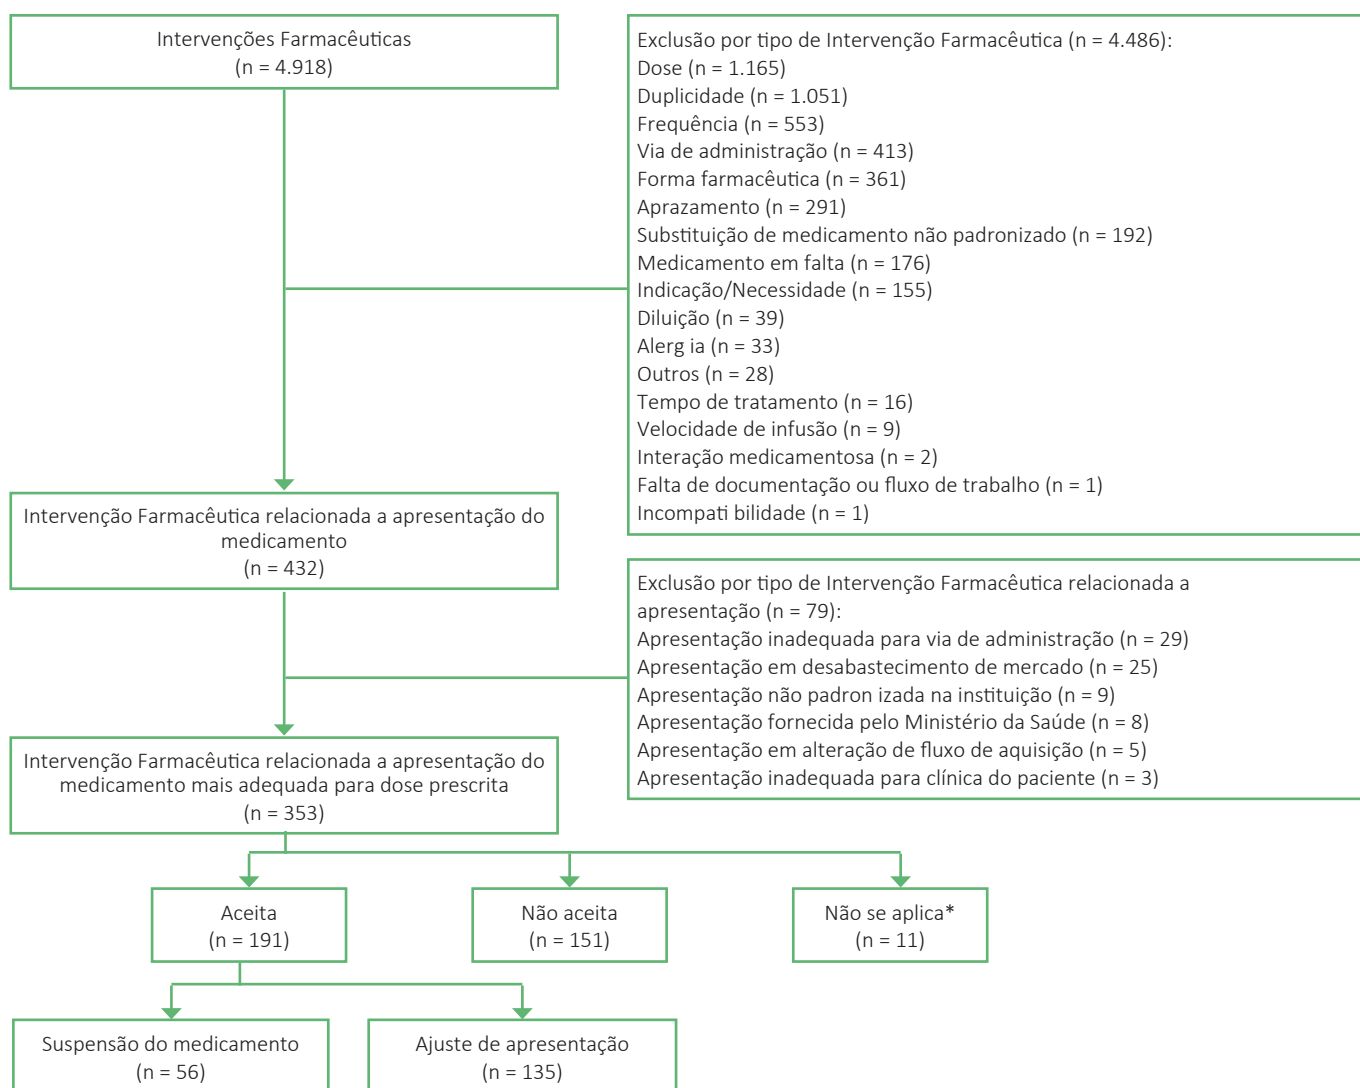 Intervenções Farmacêuticas
(n = 4.918)
Exclusão por tipo de Intervenção Farmacêutica (n = 4.486):
Dose (n = 1.165)
Duplicidade (n = 1.051)
Frequência (n = 553)
Via de administração (n = 413)
Forma farmacêutica (n = 361)
Aprazamento (n = 291)
Substituição de medicamento não padronizado (n = 192)
Medicamento em falta (n = 176)
Indicação/Necessidade (n = 155)
Diluição (n = 39)
Alerg ia (n = 33)
Outros (n = 28)
Tempo de tratamento (n = 16)
Velocidade de infusão (n = 9)
Interação medicamentosa (n = 2)
Falta de documentação ou fluxo de trabalho (n = 1)
Incompati bilidade (n = 1)
Intervenção Farmacêutica relacionada a apresentação do
medicamento
(n = 432)
Exclusão por tipo de Intervenção Farmacêutica relacionada a
apresentação (n = 79):
Apresentação inadequada para via de administração (n = 29)
Apresentação em desabastecimento de mercado (n = 25)
Apresentação não padron izada na instituição (n = 9)
Apresentação fornecida pelo Ministério da Saúde (n = 8)
Apresentação em alteração de fluxo de aquisição (n = 5)
Apresentação inadequada para clínica do paciente (n = 3)
Intervenção Farmacêutica relacionada a apresentação do
medicamento mais adequada para dose prescrita
(n = 353)
Aceita
(n = 191)
Não aceita
(n = 151)
Não se aplica*
(n = 11)
Suspensão do medicamento
(n = 56)
Ajuste de apresentação
(n = 135)